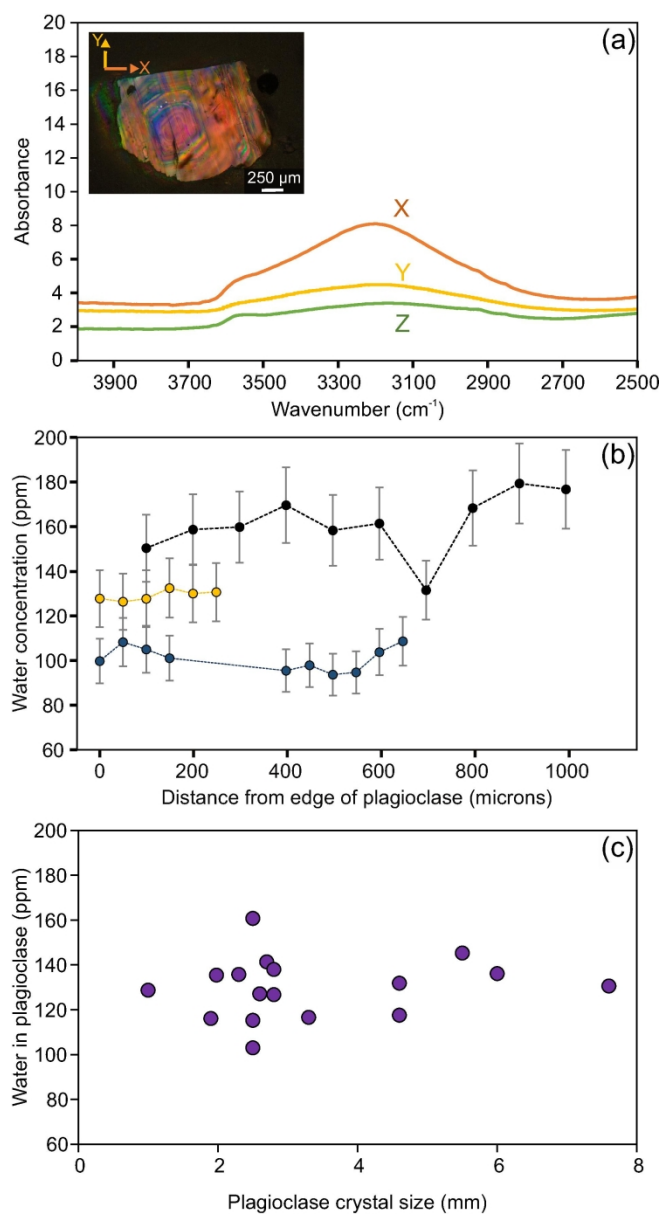 (a)
20
18
16
14
12
10
8
6
4
2
0
Absorbance
Y
X
250 µm
X
Y
Z
3900 3700 3500 3300 3100 2900 2700 2500
Wavenumber (cm⁻¹)
(b)
200
180
160
140
120
100
80
60
Water concentration (ppm)
0 200 400 600 800 1000
Distance from edge of plagioclase (microns)
(c)
200
180
160
140
120
100
80
60
Water in plagioclase (ppm)
0 2 4 6 8
Plagioclase crystal size (mm)